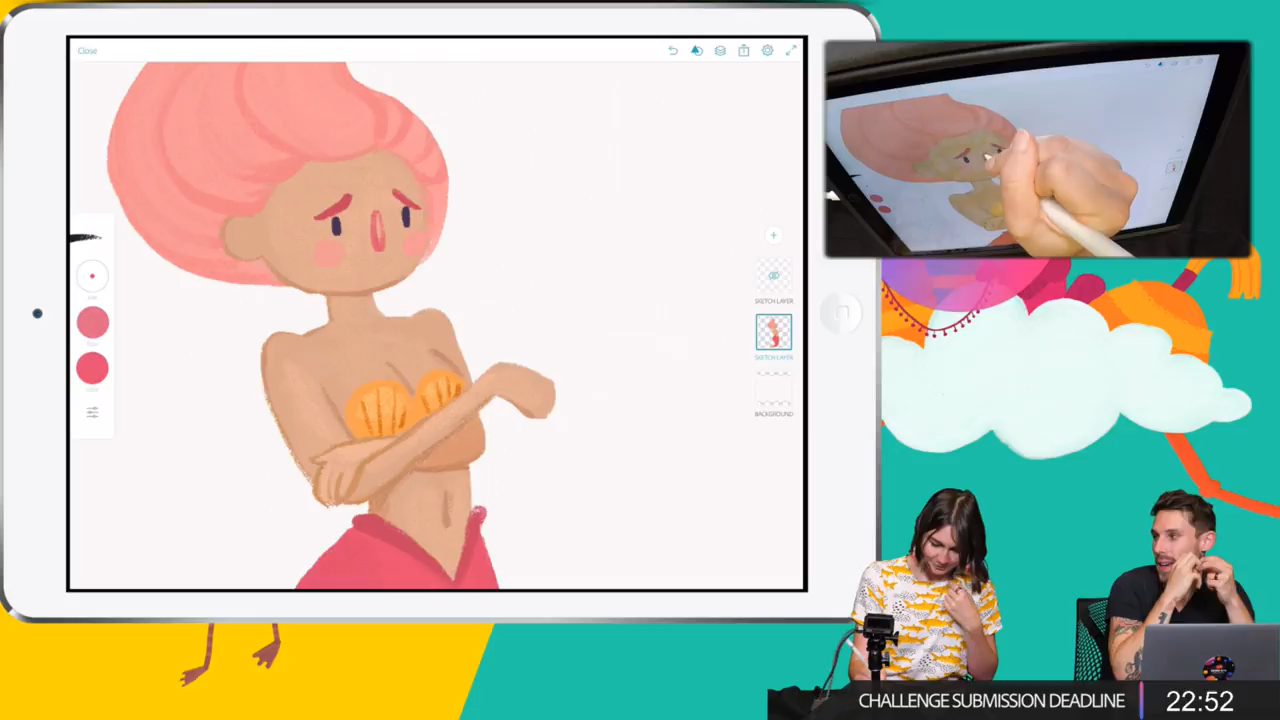 Close
SKETCH LAYER
SKETCH LAYER
BACKGROUND
CHALLENGE SUBMISSION DEADLINE 22:52